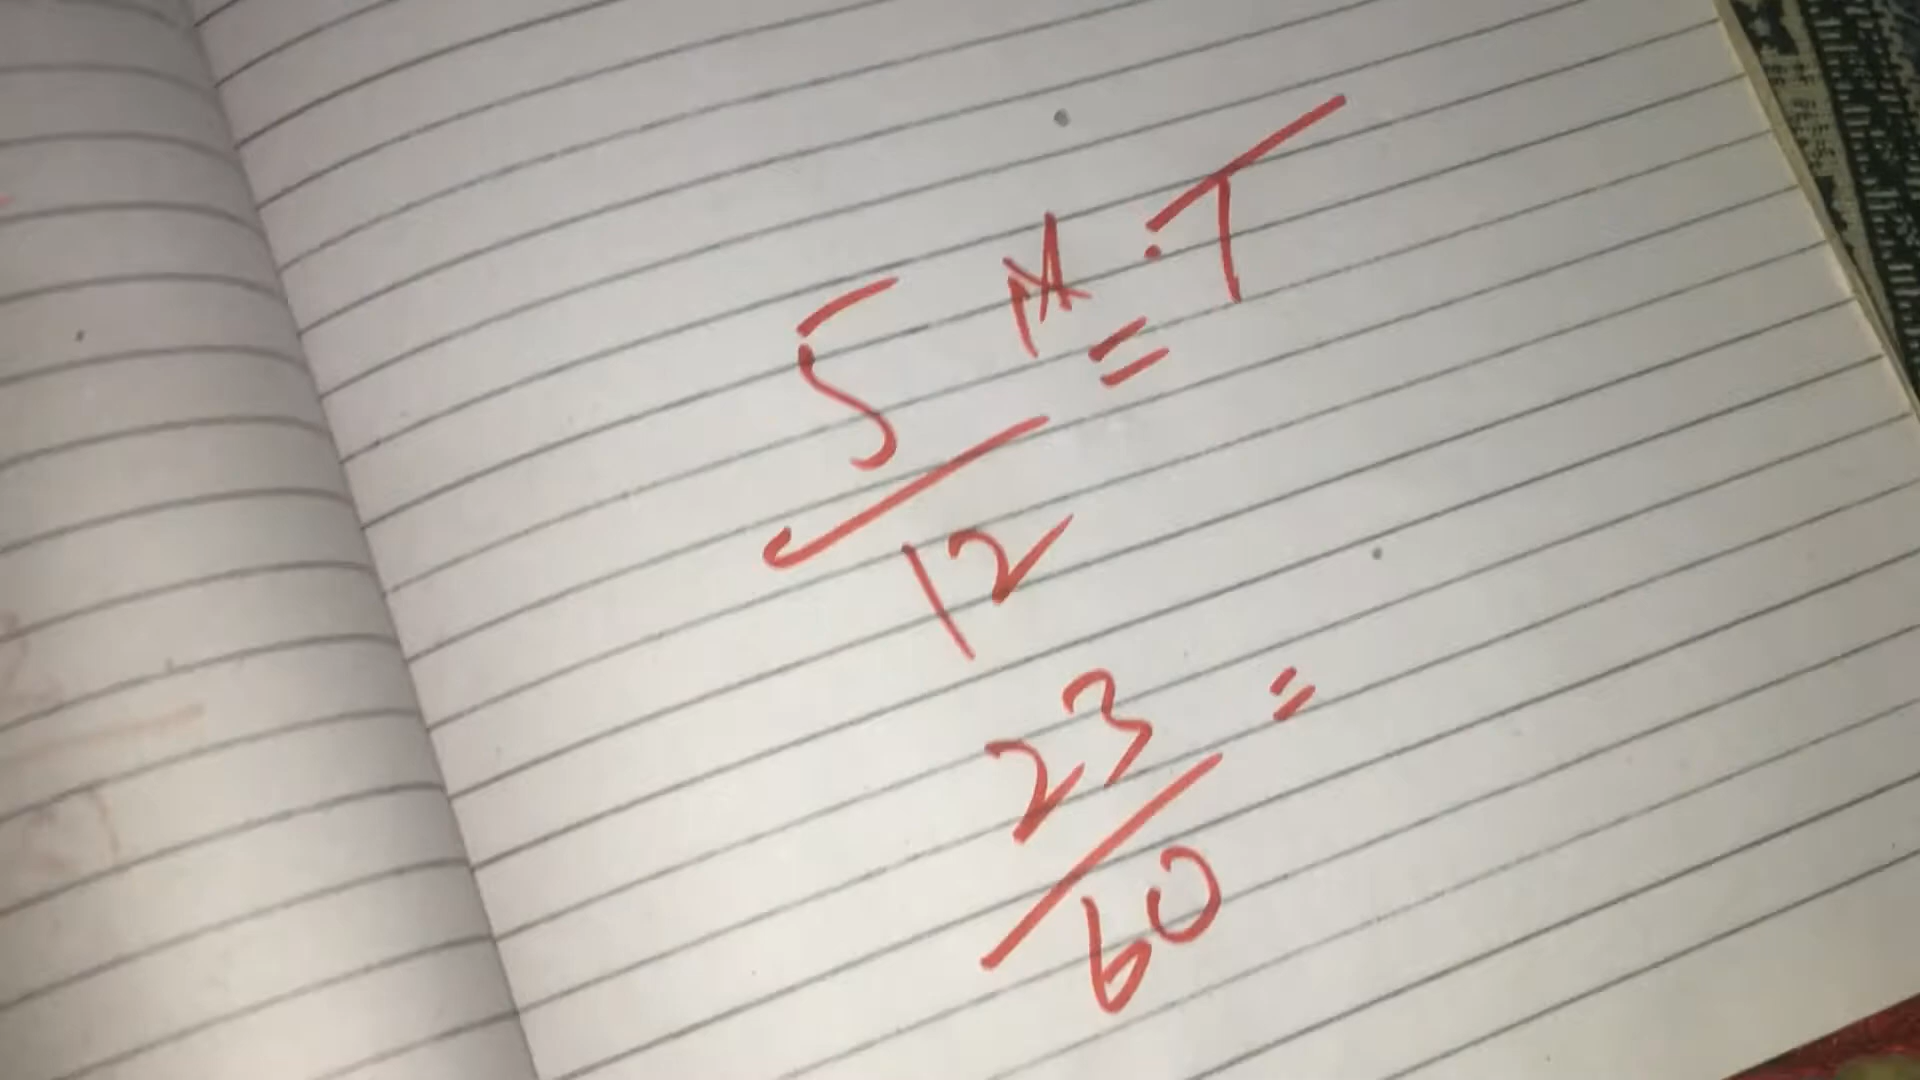 M.T
5 =
12
23 =
60